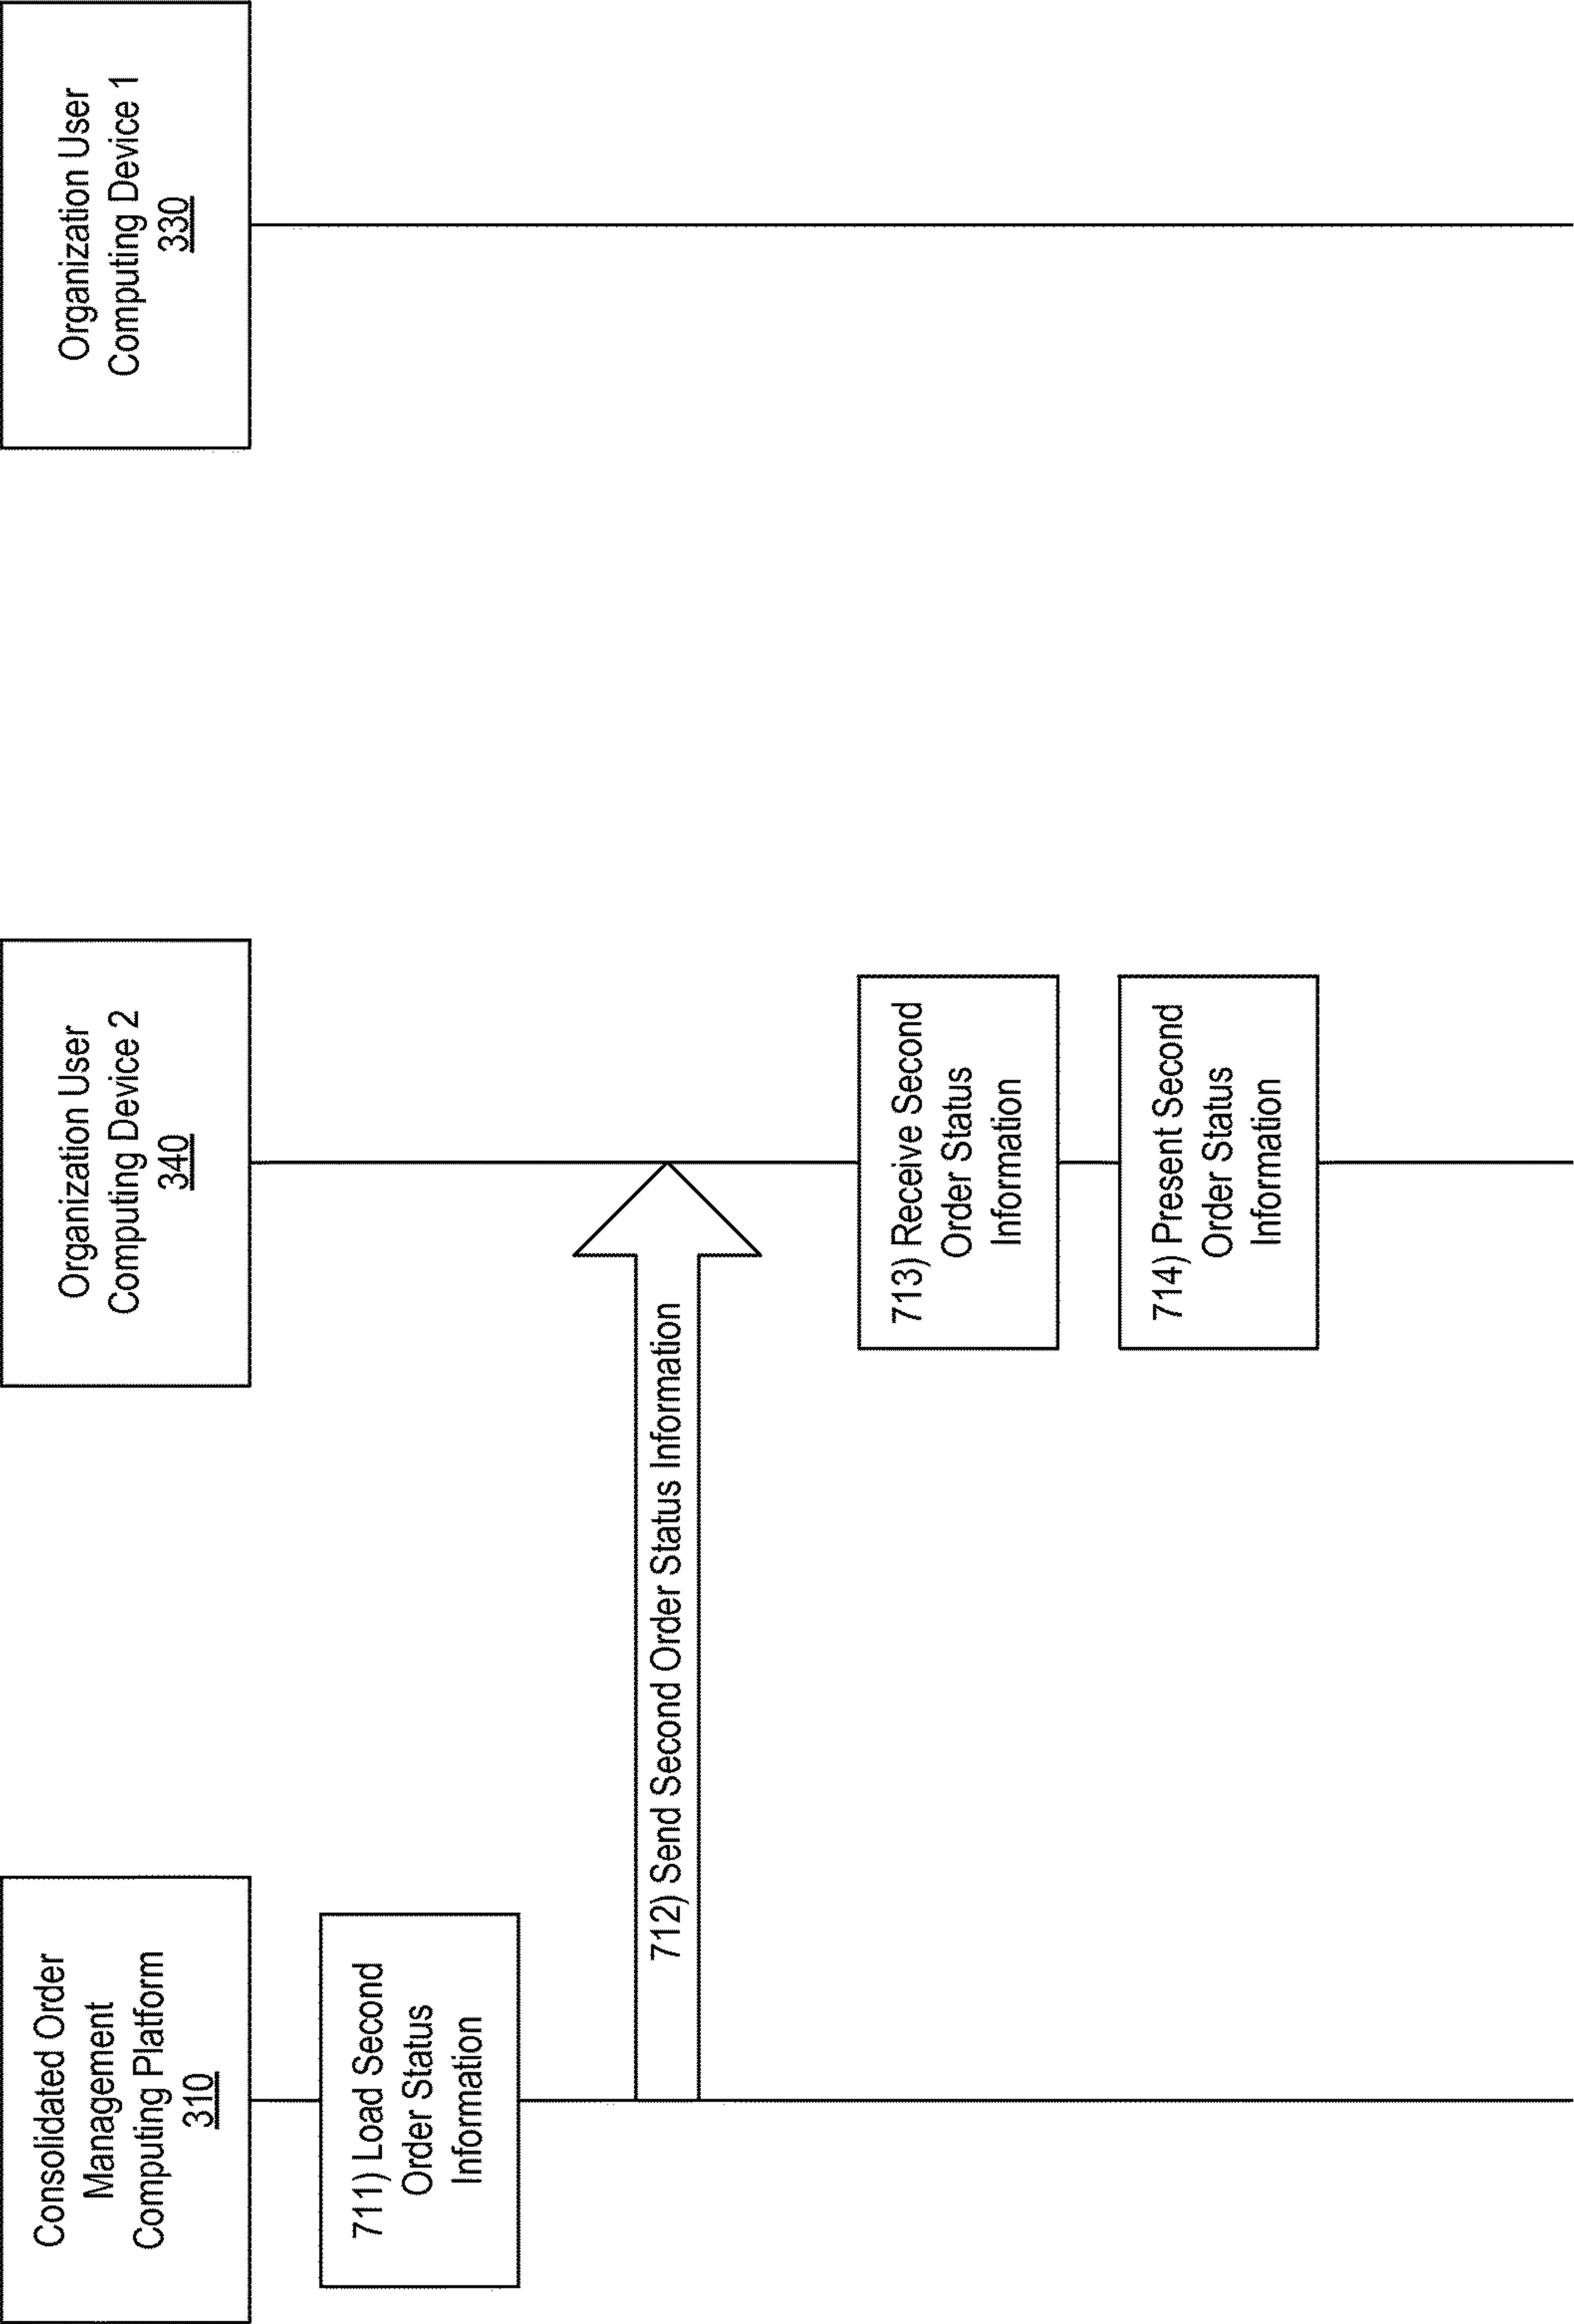 Consolidated Order
Management
Computing Platform
310
Organization User
Computing Device 2
340
Organization User
Computing Device 1
330
711) Load Second
Order Status
Information
712) Send Second Order Status Information
713) Receive Second
Order Status
Information
714) Present Second
Order Status
Information